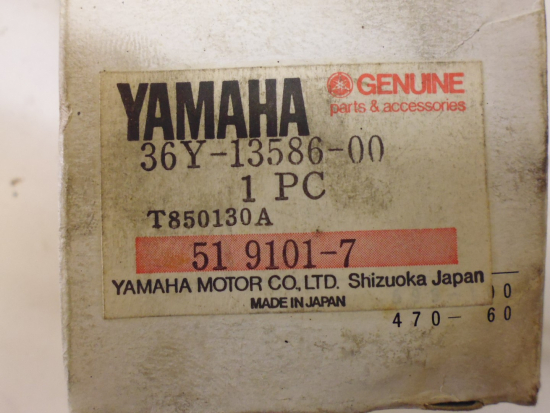 YAMAHA
GENUINE
parts & accessories
36Y-13586-00
1 PC
T850130A
51 9101-7
YAMAHA MOTOR CO., LTD. Shizuoka Japan
MADE IN JAPAN
00
470- 60